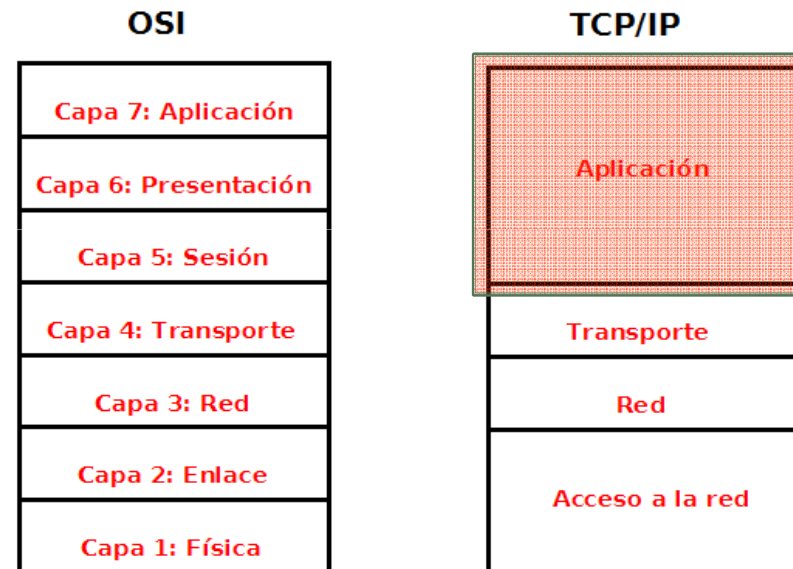 OSI
Capa 7: Aplicación
Capa 6: Presentación
Capa 5: Sesión
Capa 4: Transporte
Capa 3: Red
Capa 2: Enlace
Capa 1: Física
TCP/IP
Aplicación
Transporte
Red
Acceso a la red